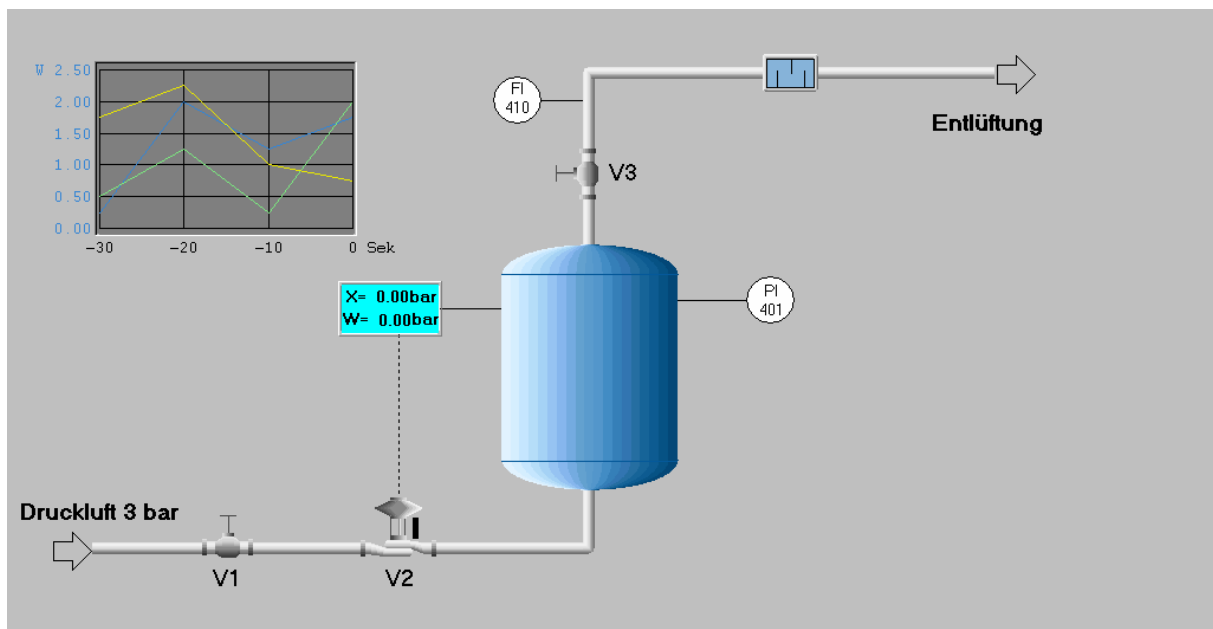 W 2.50
2.00
1.50
1.00
0.50
0.00
-30 -20 -10 0 Sek
FI
410
Entlüftung
V3
X= 0.00bar
W= 0.00bar
PI
401
Druckluft 3 bar
V1
V2